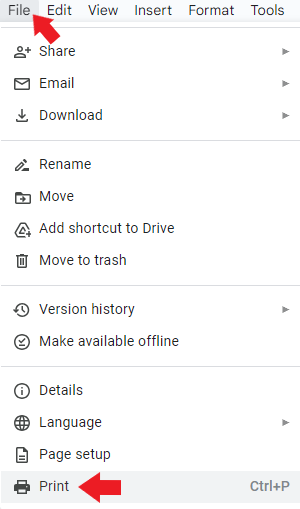 File Edit View Insert Format Tools
Share
Email
Download
Rename
Move
Add shortcut to Drive
Move to trash
Version history
Make available offline
Details
Language
Page setup
Print Ctrl+P